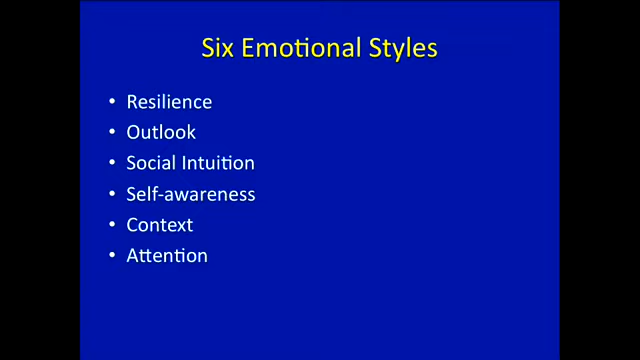 Six Emotional Styles
• Resilience
• Outlook
• Social Intuition
• Self-awareness
• Context
• Attention